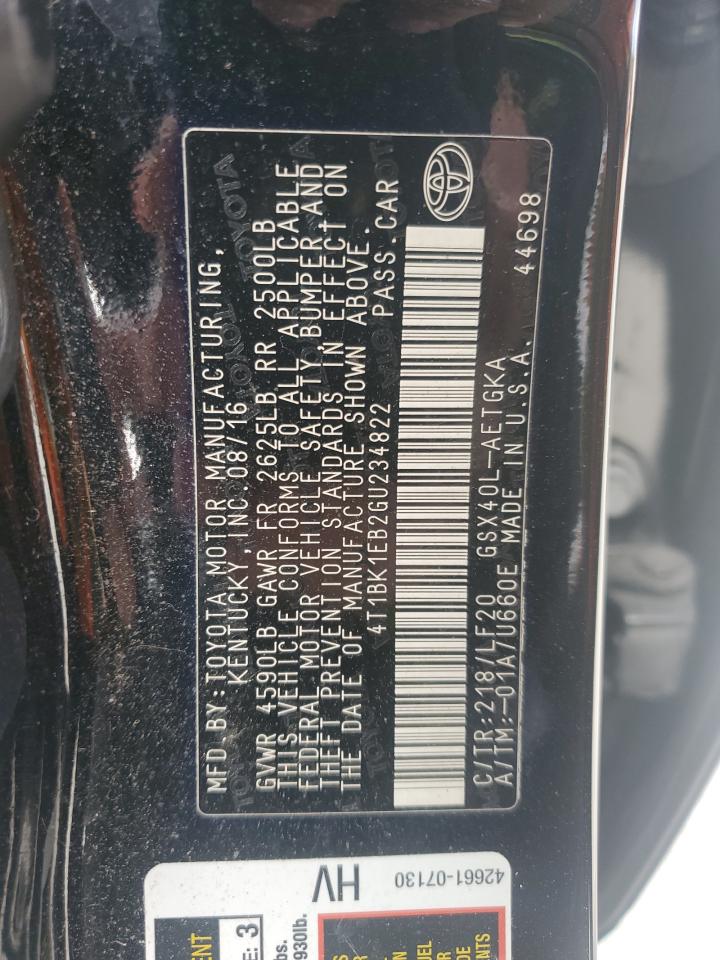 MFD BY:TOYOTA MOTOR MANUFACTURING,
KENTUCKY,INC.08/16
GVWR 4590LB GAWR FR 2625LB RR 2500LB
THIS VEHICLE CONFORMS TO ALL APPLICABLE
FEDERAL MOTOR VEHICLE SAFETY,BUMPER,AND
THEFT PREVENTION STANDARDS IN EFFECT ON
THE DATE OF MANUFACTURE SHOWN ABOVE.
4T1BK1EB2GU234822 PASS.CAR
C/TR:218/LF20 GSX40L-AETGKA
A/TM:-01A/U660E MADE IN U.S.A. 44698
HV
42661-07130
E: 3
930lb.